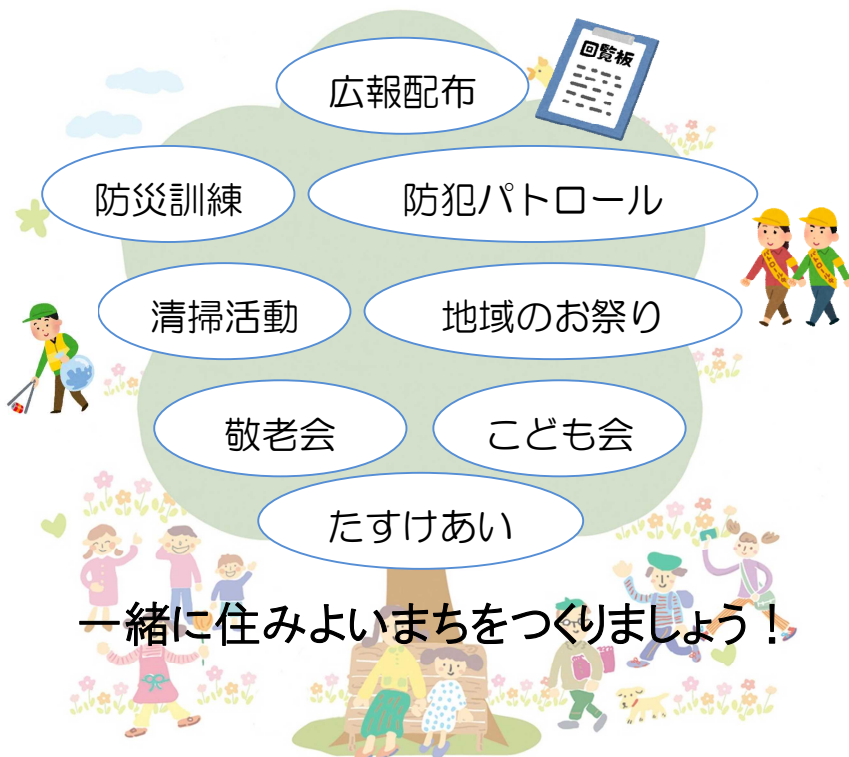 回覧板
広報配布
防災訓練
防犯パトロール
清掃活動
地域のお祭り
敬老会
こども会
たすけあい
一緒に住みよいまちをつくりましょう！